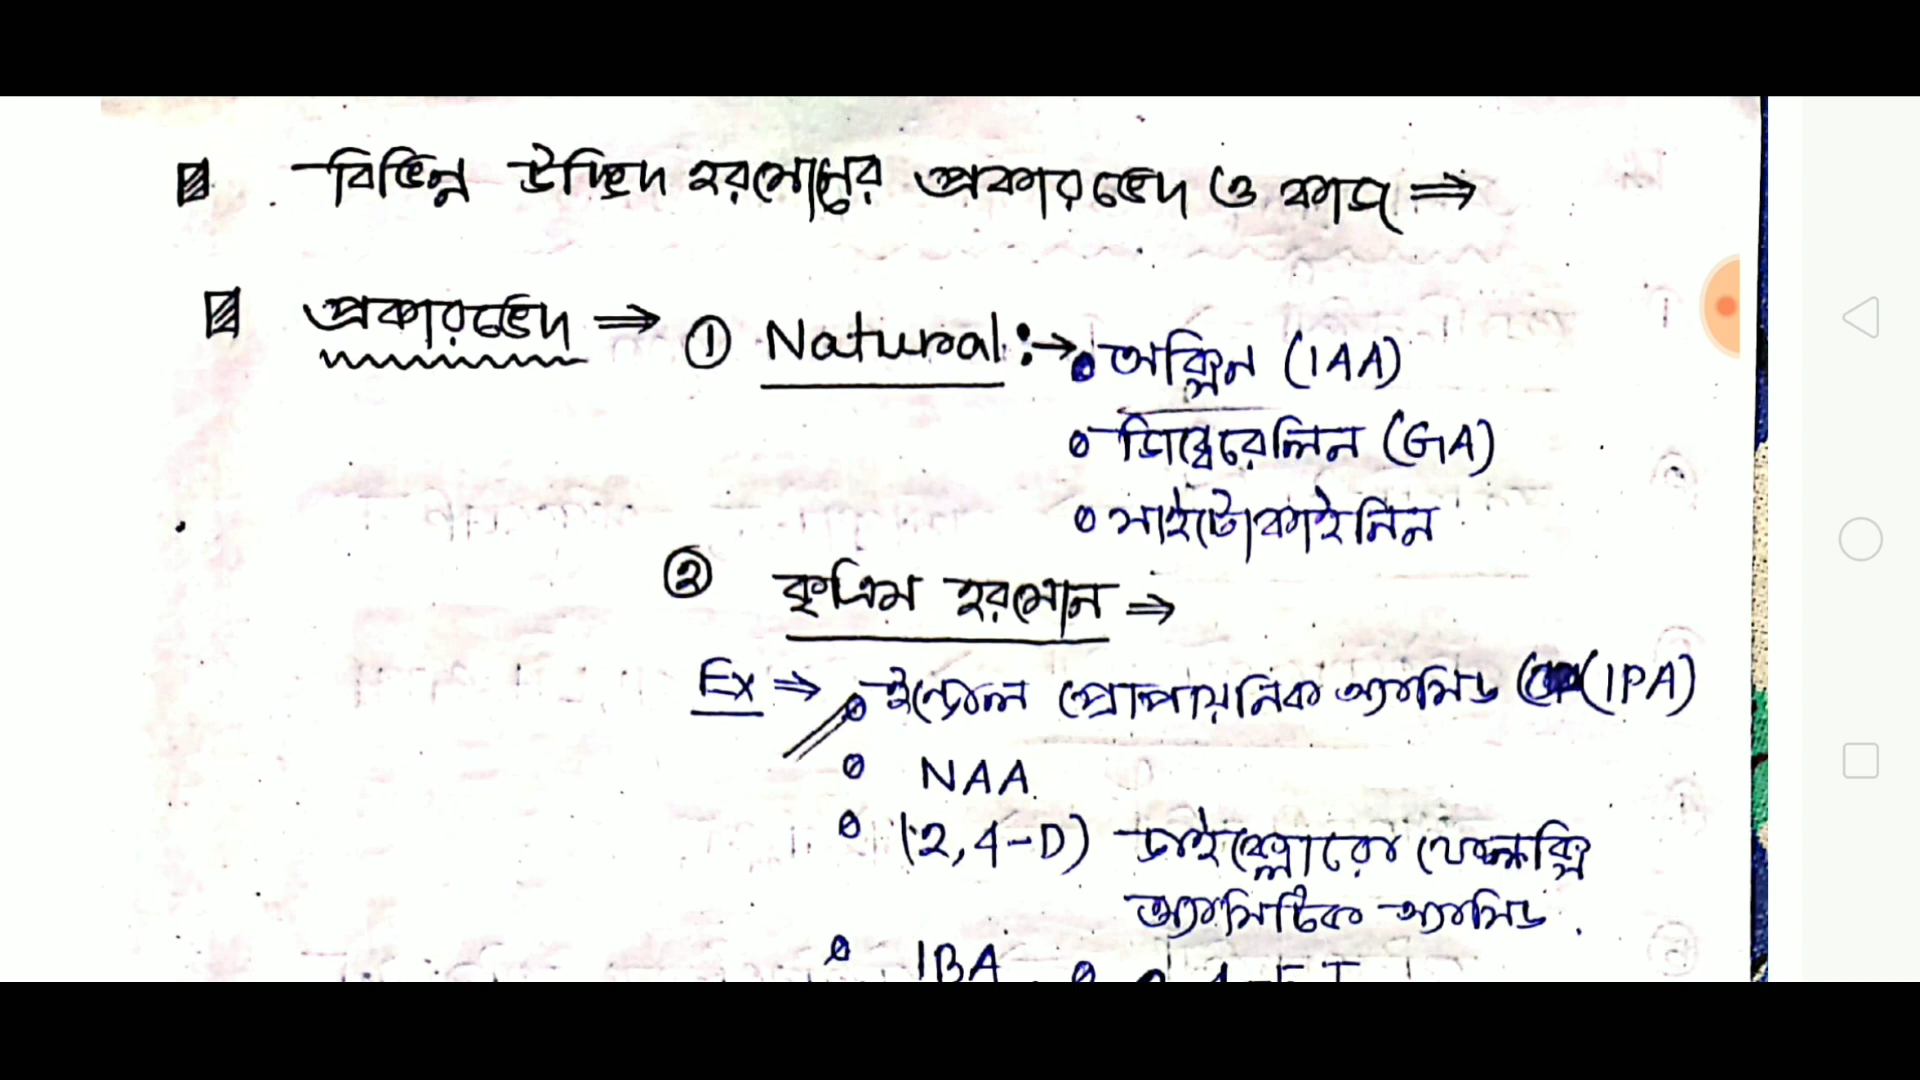 বিভিন্ন উদ্ভিদ হরমোনের প্রকারভেদ ও কাজ ⇒
প্রকারভেদ ⇒ ① Natural :→ অক্সিন (IAA)
জিব্বেরেলিন (GA)
সাইটোকাইনিন
② কৃত্রিম হরমোন ⇒
Ex ⇒ ইন্ডোল প্রোপায়নিক অ্যাসিড (IPA)
NAA
(2,4-D) ডাইক্লোরো ফেনক্সি
অ্যাসিটিক অ্যাসিড.
IBA